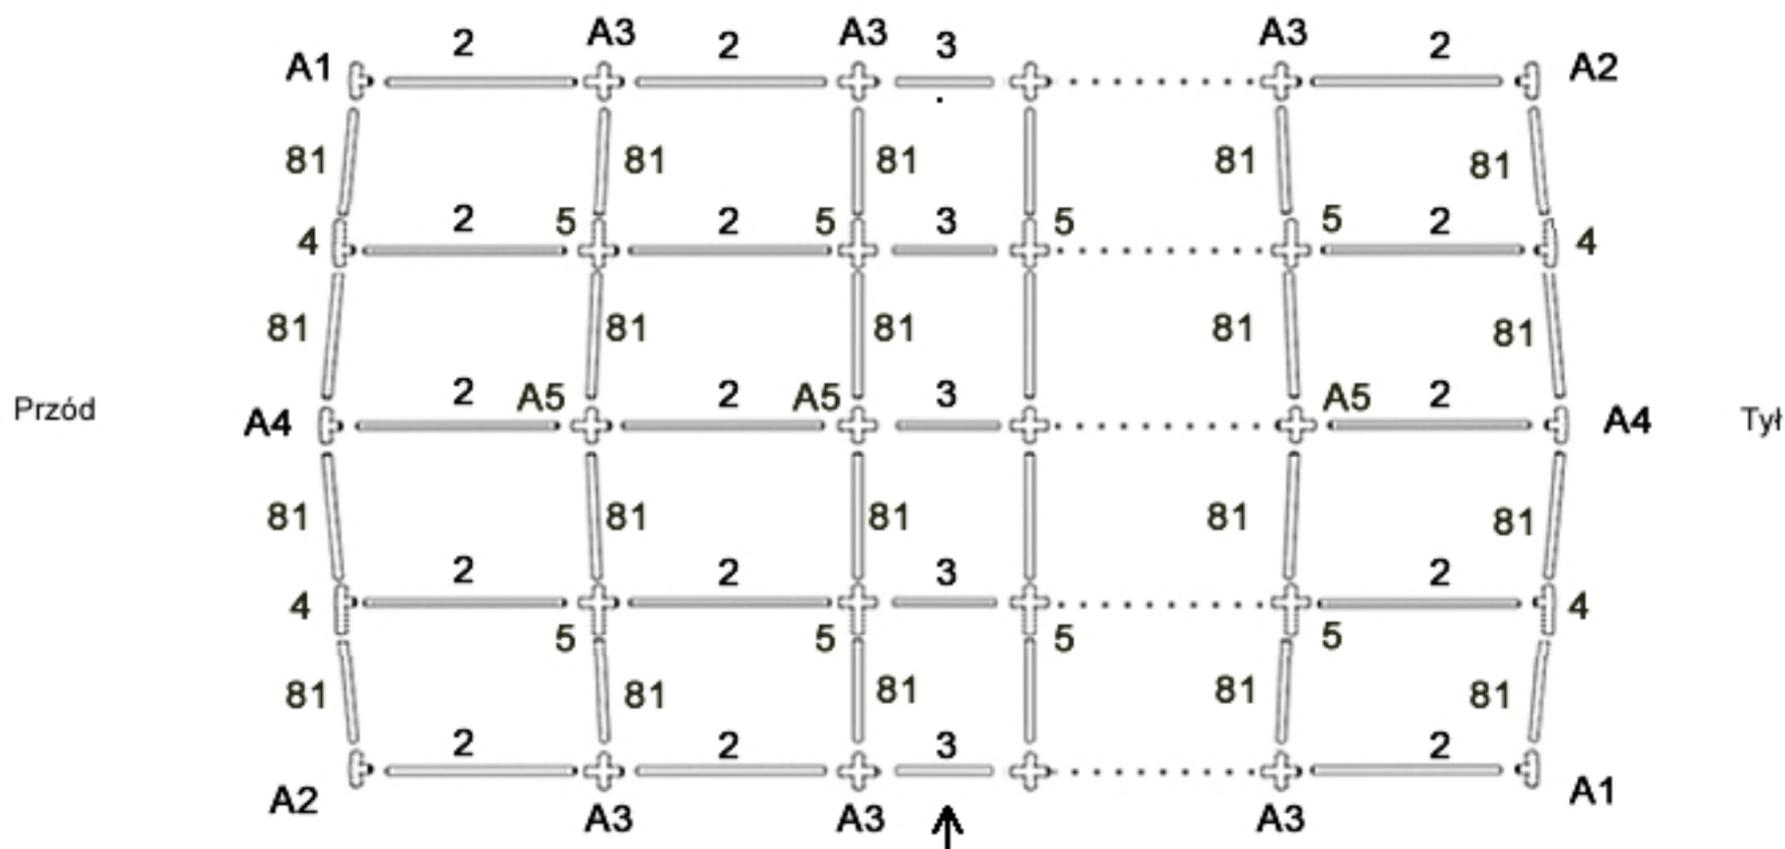 2 A3 2 A3 3 A3 2
A1 A2
81 81 81 81 81
2 5 2 5 3 5 5 2
4 4
81 81 81 81 81
2 A5 2 A5 3 A5 2
Przód A4 A4 Tył
81 81 81 81 81
2 2 3 2
4 4
5 5 5 5
81 81 81 81 81
2 2 3 2
A2 A1
A3 A3 A3